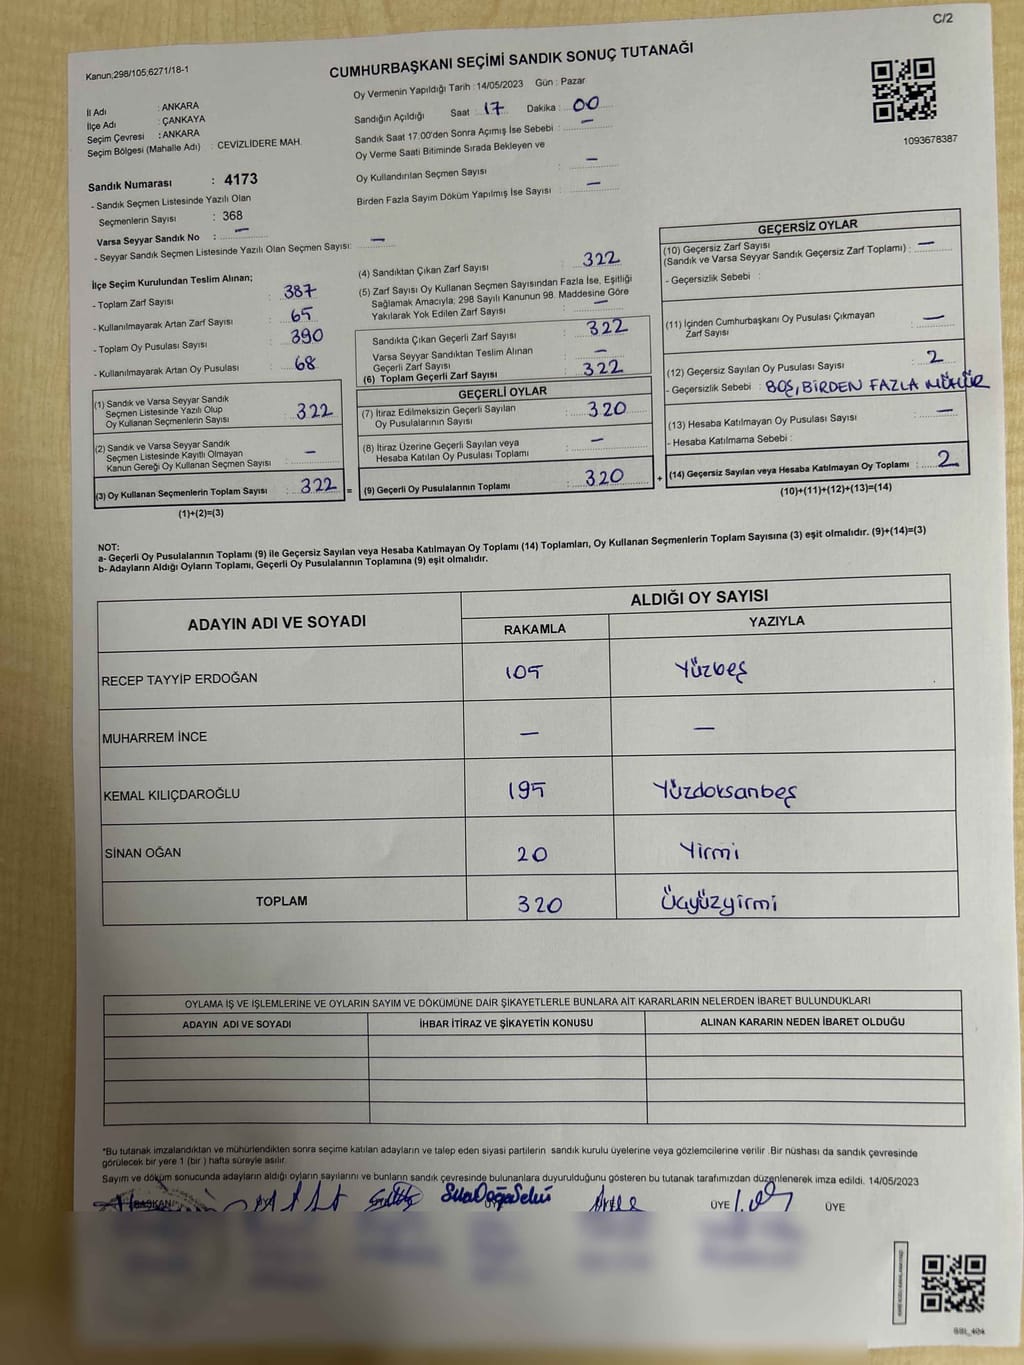 C/2
Kanun;298/105;6271/18-1
CUMHURBAŞKANI SEÇİMİ SANDIK SONUÇ TUTANAĞI
Oy Vermenin Yapıldığı Tarih : 14/05/2023 Gün : Pazar
İl Adı : ANKARA
İlçe Adı : ÇANKAYA
Seçim Çevresi : ANKARA
Seçim Bölgesi (Mahalle Adı) : CEVİZLİDERE MAH.
Sandığın Açıldığı Saat 17 Dakika : 00
Sandık Saat 17:00'den Sonra Açımış İse Sebebi : —
Oy Verme Saati Bitiminde Sırada Bekleyen ve
Oy Kullandırılan Seçmen Sayısı —
Birden Fazla Sayım Döküm Yapılmış İse Sayısı : —
1093678387
Sandık Numarası : 4173
- Sandık Seçmen Listesinde Yazılı Olan
Seçmenlerin Sayısı : 368
Varsa Seyyar Sandık No : —
- Seyyar Sandık Seçmen Listesinde Yazılı Olan Seçmen Sayısı: —
İlçe Seçim Kurulundan Teslim Alınan;
- Toplam Zarf Sayısı : 387
- Kullanılmayarak Artan Zarf Sayısı : 65
- Toplam Oy Pusulası Sayısı : 390
- Kullanılmayarak Artan Oy Pusulası : 68
(1) Sandık ve Varsa Seyyar Sandık
Seçmen Listesinde Yazılı Olup
Oy Kullanan Seçmenlerin Sayısı : 322
(2) Sandık ve Varsa Seyyar Sandık
Seçmen Listesinde Kayıtlı Olmayan
Kanun Gereği Oy Kullanan Seçmen Sayısı : —
(3) Oy Kullanan Seçmenlerin Toplam Sayısı : 322 =
(1)+(2)=(3)
(4) Sandıktan Çıkan Zarf Sayısı : 322
(5) Zarf Sayısı Oy Kullanan Seçmen Sayısından Fazla İse, Eşitliği
Sağlamak Amacıyla; 298 Sayılı Kanunun 98. Maddesine Göre
Yakılarak Yok Edilen Zarf Sayısı : —
Sandıkta Çıkan Geçerli Zarf Sayısı : 322
Varsa Seyyar Sandıktan Teslim Alınan
Geçerli Zarf Sayısı : —
(6) Toplam Geçerli Zarf Sayısı : 322
GEÇERLİ OYLAR
(7) İtiraz Edilmeksizin Geçerli Sayılan
Oy Pusulalarının Sayısı : 320
(8) İtiraz Üzerine Geçerli Sayılan veya
Hesaba Katılan Oy Pusulası Toplamı : —
(9) Geçerli Oy Pusulalarının Toplamı : 320 +
GEÇERSİZ OYLAR
(10) Geçersiz Zarf Sayısı
(Sandık ve Varsa Seyyar Sandık Geçersiz Zarf Toplamı) : —
- Geçersizlik Sebebi :
(11) İçinden Cumhurbaşkanı Oy Pusulası Çıkmayan
Zarf Sayısı : —
(12) Geçersiz Sayılan Oy Pusulası Sayısı : 2
- Geçersizlik Sebebi : BOŞ, BİRDEN FAZLA MÜHÜR
(13) Hesaba Katılmayan Oy Pusulası Sayısı : —
- Hesaba Katılmama Sebebi :
(14) Geçersiz Sayılan veya Hesaba Katılmayan Oy Toplamı : 2
(10)+(11)+(12)+(13)=(14)
NOT:
a- Geçerli Oy Pusulalarının Toplamı (9) ile Geçersiz Sayılan veya Hesaba Katılmayan Oy Toplamı (14) Toplamları, Oy Kullanan Seçmenlerin Toplam Sayısına (3) eşit olmalıdır. (9)+(14)=(3)
b- Adayların Aldığı Oyların Toplamı, Geçerli Oy Pusulalarının Toplamına (9) eşit olmalıdır.
ADAYIN ADI VE SOYADI
ALDIĞI OY SAYISI
RAKAMLA YAZIYLA
RECEP TAYYİP ERDOĞAN 105 Yüzbeş
MUHARREM İNCE — —
KEMAL KILIÇDAROĞLU 195 Yüzdoksanbeş
SİNAN OĞAN 20 Yirmi
TOPLAM 320 Üçyüzyirmi
OYLAMA İŞ VE İŞLEMLERİNE VE OYLARIN SAYIM VE DÖKÜMÜNE DAİR ŞİKAYETLERLE BUNLARA AİT KARARLARIN NELERDEN İBARET BULUNDUKLARI
ADAYIN ADI VE SOYADI İHBAR İTİRAZ VE ŞİKAYETİN KONUSU ALINAN KARARIN NEDEN İBARET OLDUĞU
*Bu tutanak imzalandıktan ve mühürlendikten sonra seçime katılan adayların ve talep eden siyasi partilerin sandık kurulu üyelerine veya gözlemcilerine verilir .Bir nüshası da sandık çevresinde
görülecek bir yere 1 (bir ) hafta süreyle asılır.
Sayım ve döküm sonucunda adayların aldığı oyların sayılarını ve bunların sandık çevresinde bulunanlara duyurulduğunu gösteren bu tutanak tarafımızdan düzenlenerek imza edildi. 14/05/2023
BAŞKAN ÜYE ÜYE